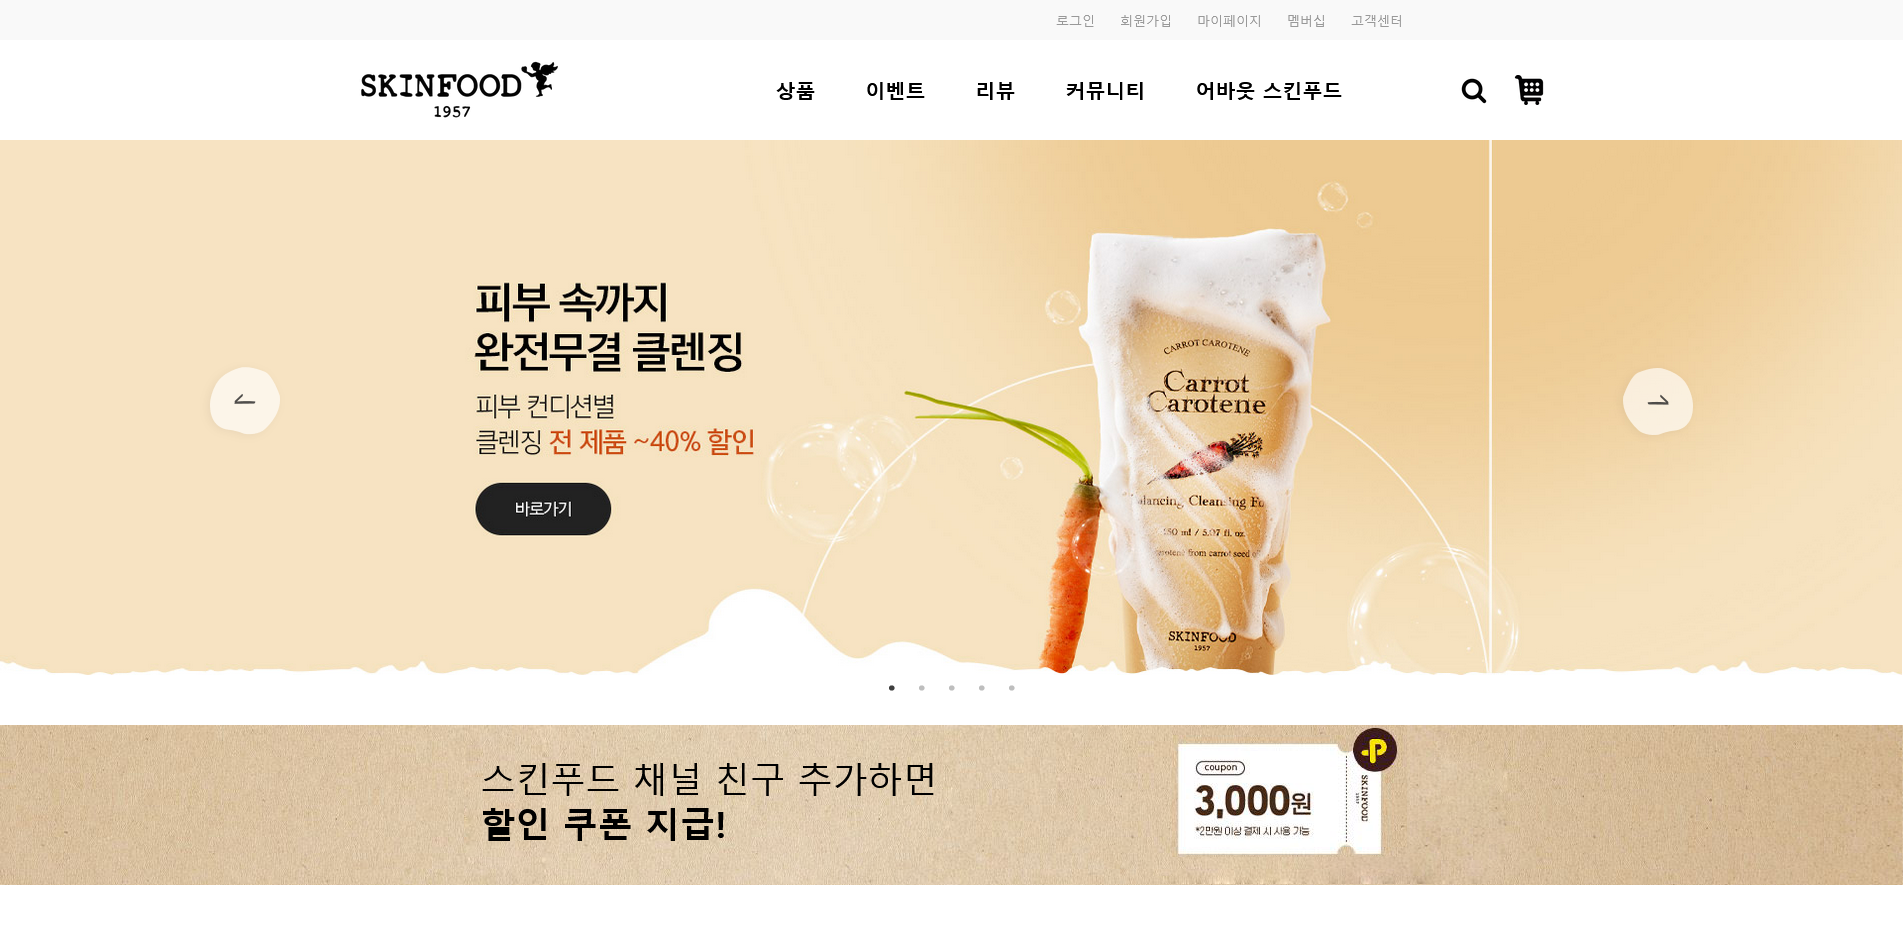 로그인 회원가입 마이페이지 멤버십 고객센터
SKINFOOD
1957
상품 이벤트 리뷰 커뮤니티 어바웃 스킨푸드
피부 속까지
완전무결 클렌징
피부 컨디션별
클렌징 전 제품 ~40% 할인
바로가기
CARROT CAROTENE
Carrot
Carotene
lancing Cleansing Fo
150 ml / 5.07 fl. oz.
carotene from carrot seed oil
SKINFOOD
1957
스킨푸드 채널 친구 추가하면
할인 쿠폰 지급!
coupon
3,000원
*2만원 이상 결제 시 사용 가능
SKINFOOD
1957
P